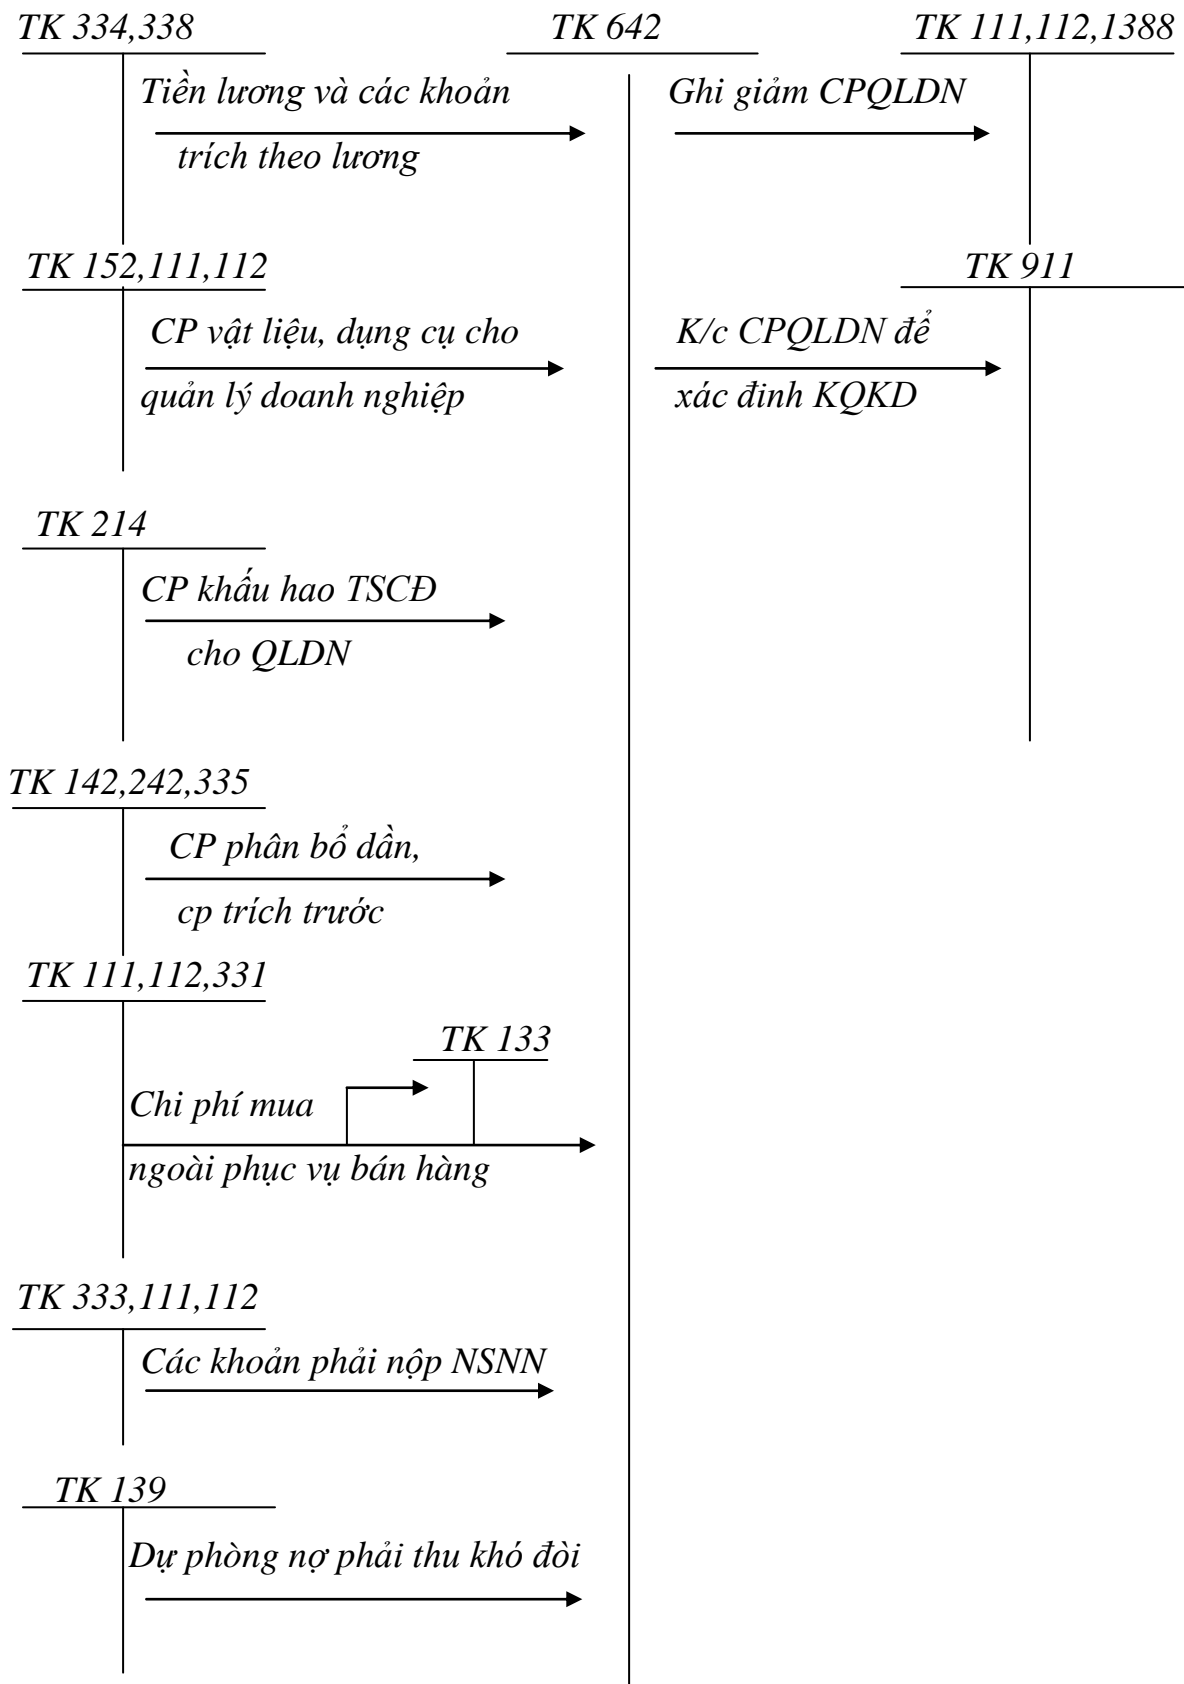 TK 334,338
TK 642
TK 111,112,1388
Tiền lương và các khoản
trích theo lương
Ghi giảm CPQLDN
TK 152,111,112
TK 911
CP vật liệu, dụng cụ cho
quản lý doanh nghiệp
K/c CPQLDN để
xác đinh KQKD
TK 214
CP khấu hao TSCĐ
cho QLDN
TK 142,242,335
CP phân bổ dần,
cp trích trước
TK 111,112,331
TK 133
Chi phí mua
ngoài phục vụ bán hàng
TK 333,111,112
Các khoản phải nộp NSNN
TK 139
Dự phòng nợ phải thu khó đòi